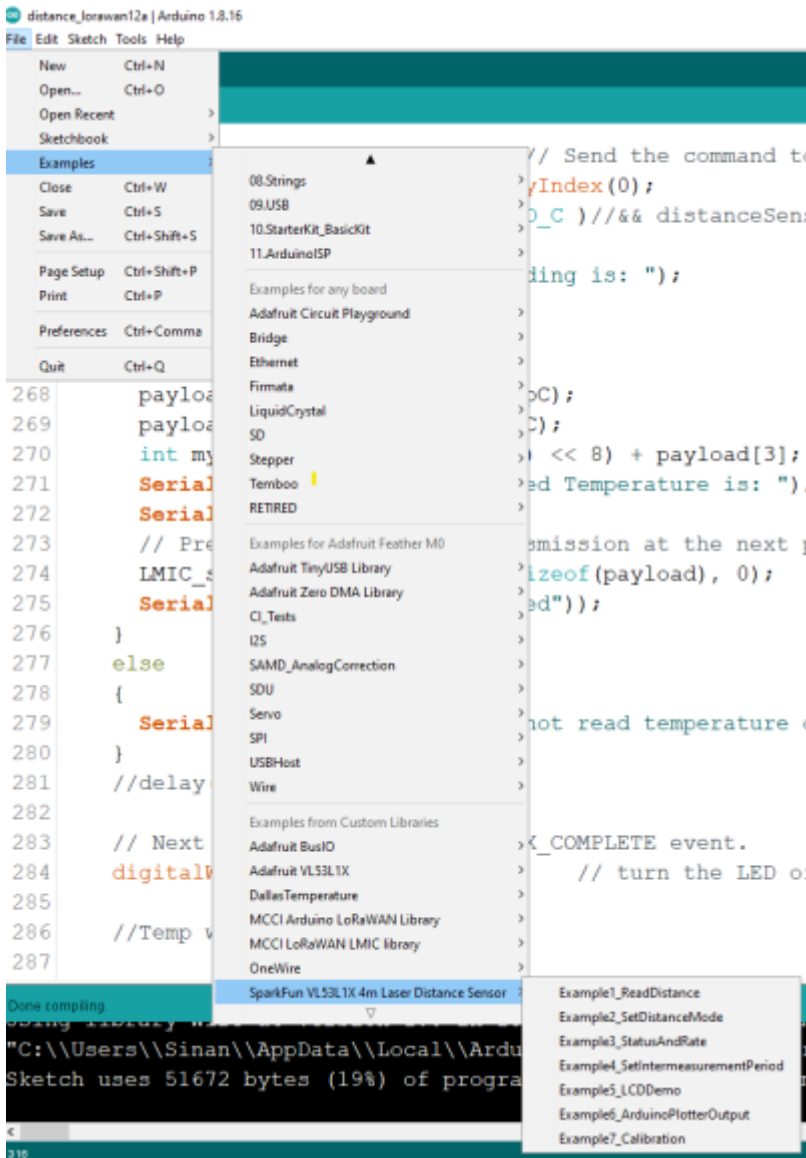 distance_lorawan12a | Arduino 1.8.16
File Edit Sketch Tools Help
New Ctrl+N
Open... Ctrl+O
Open Recent
Sketchbook
Examples
Close Ctrl+W
Save Ctrl+S
Save As... Ctrl+Shift+S
Page Setup Ctrl+Shift+P
Print Ctrl+P
Preferences Ctrl+Comma
Quit Ctrl+Q
08.Strings
09.USB
10.StarterKit_BasicKit
11.ArduinoISP
Examples for any board
Adafruit Circuit Playground
Bridge
Ethernet
Firmata
LiquidCrystal
SD
Stepper
Temboo
RETIRED
Examples for Adafruit Feather M0
Adafruit TinyUSB Library
Adafruit Zero DMA Library
CI_Tests
I2S
SAMD_AnalogCorrection
SDU
Servo
SPI
USBHost
Wire
Examples from Custom Libraries
Adafruit BusIO
Adafruit VL53L1X
DallasTemperature
MCCI Arduino LoRaWAN Library
MCCI LoRaWAN LMIC library
OneWire
SparkFun VL53L1X 4m Laser Distance Sensor
Example1_ReadDistance
Example2_SetDistanceMode
Example3_StatusAndRate
Example4_SetIntermeasurementPeriod
Example5_LCDDemo
Example6_ArduinoPlotterOutput
Example7_Calibration
// Send the command
yIndex(0);
D_C )//&& distanceSens
ding is: ");
268 payloa oC);
269 payloa C);
270 int my ) << 8) + payload[3];
271 Serial ed Temperature is: ")
272 Serial
273 // Pre smission at the next
274 LMIC_s izeof(payload), 0);
275 Serial ed"));
276 }
277 else
278 {
279 Serial not read temperature
280 }
281 //delay
282
283 // Next X_COMPLETE event.
284 digitalW // turn the LED
285
286 //Temp
287
Done compiling.
"C:\\Users\\Sinan\\AppData\\Local\\Ardu
Sketch uses 51672 bytes (19%) of progra
316